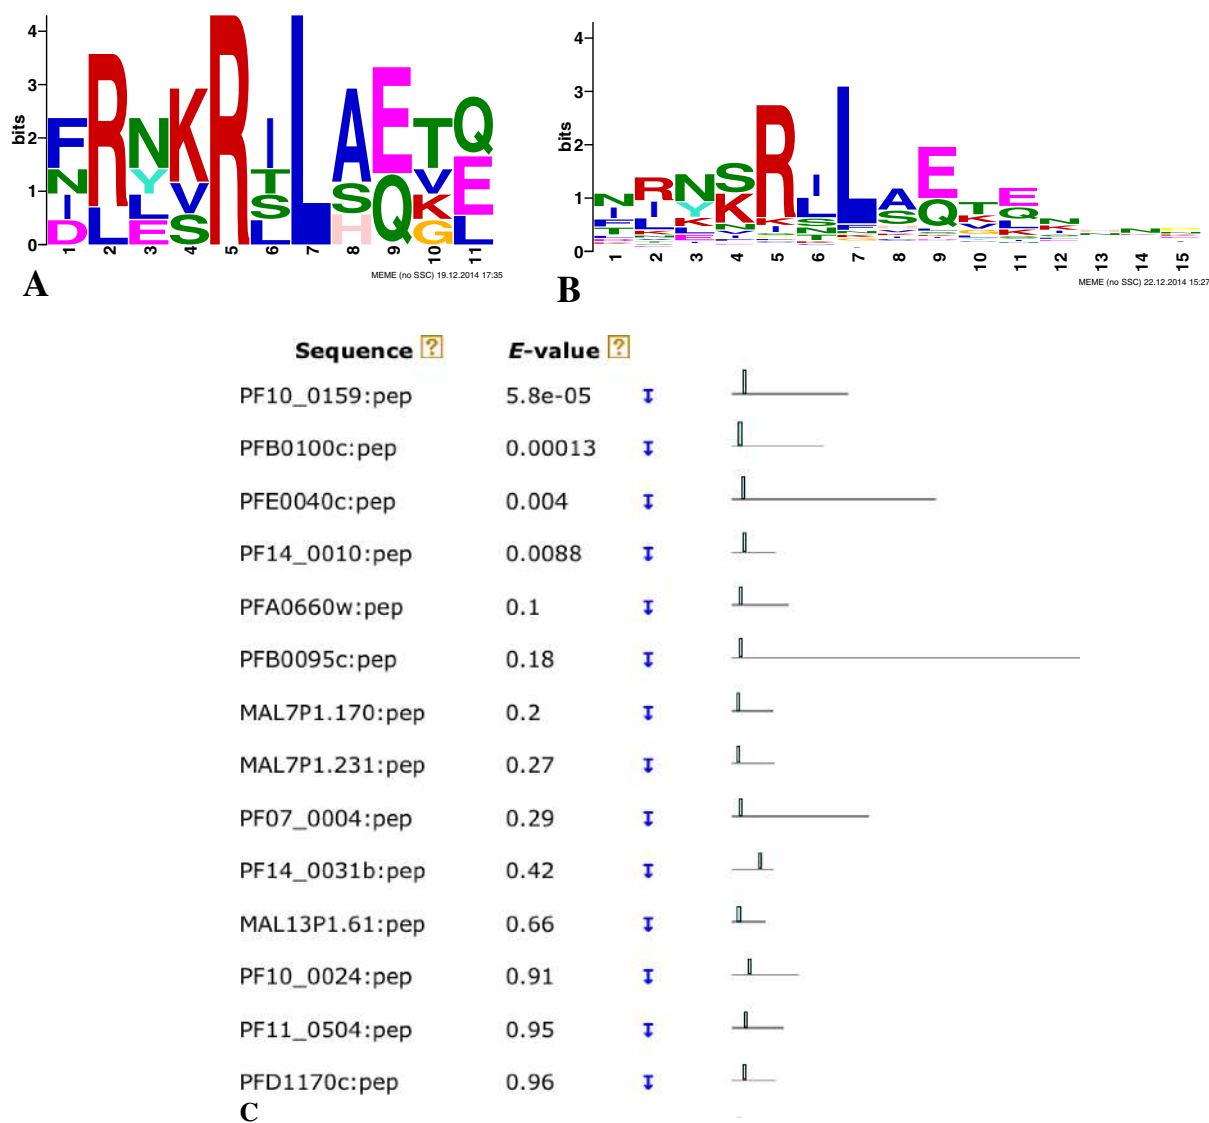 bits
4
3
2
1
0
F R N K R I L A E T Q
N L Y V T S Q V E
I L S S H K L
D E L G
1 2 3 4 5 6 7 8 9 10 11
MEME (no SSC) 19.12.2014 17:35
A
bits
4
3
2
1
0
N R N S R I L A E T E
I Y K L S Q K Q
1 2 3 4 5 6 7 8 9 10 11 12 13 14 15
MEME (no SSC) 22.12.2014 15:27
B
Sequence ? E-value ?
PF10_0159:pep 5.8e-05 ↧
PFB0100c:pep 0.00013 ↧
PFE0040c:pep 0.004 ↧
PF14_0010:pep 0.0088 ↧
PFA0660w:pep 0.1 ↧
PFB0095c:pep 0.18 ↧
MAL7P1.170:pep 0.2 ↧
MAL7P1.231:pep 0.27 ↧
PF07_0004:pep 0.29 ↧
PF14_0031b:pep 0.42 ↧
MAL13P1.61:pep 0.66 ↧
PF10_0024:pep 0.91 ↧
PF11_0504:pep 0.95 ↧
PFD1170c:pep 0.96 ↧
C